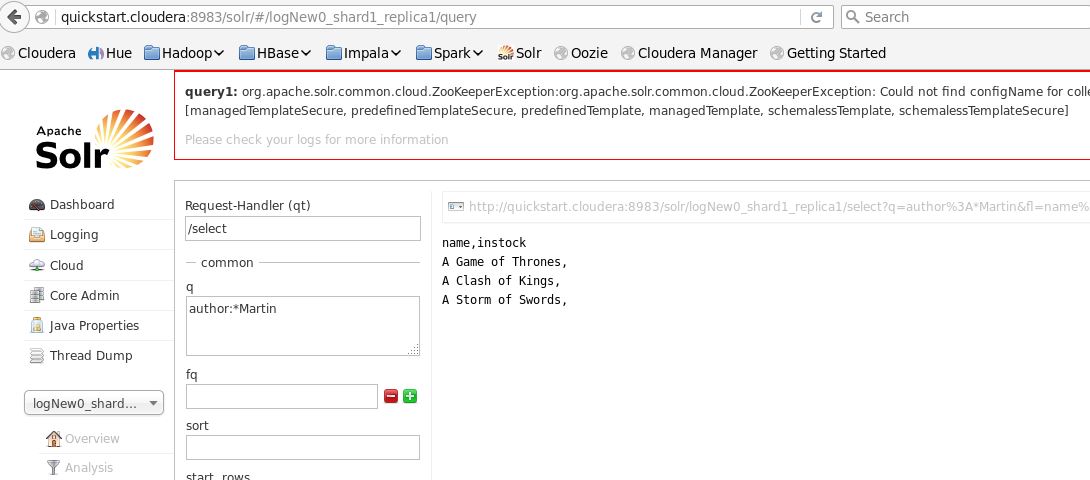 quickstart.cloudera:8983/solr/#/logNew0_shard1_replica1/query
Search
Cloudera Hue Hadoop HBase Impala Spark Solr Oozie Cloudera Manager Getting Started
query1: org.apache.solr.common.cloud.ZooKeeperException:org.apache.solr.common.cloud.ZooKeeperException: Could not find configName for colle
[managedTemplateSecure, predefinedTemplateSecure, predefinedTemplate, managedTemplate, schemalessTemplate, schemalessTemplateSecure]
Please check your logs for more information
Apache
Solr
Dashboard
Logging
Cloud
Core Admin
Java Properties
Thread Dump
logNew0_shard...
Overview
Analysis
Request-Handler (qt)
/select
common
q
author:*Martin
fq
sort
start, rows
http://quickstart.cloudera:8983/solr/logNew0_shard1_replica1/select?q=author%3A*Martin&fl=name%
name,instock
A Game of Thrones,
A Clash of Kings,
A Storm of Swords,